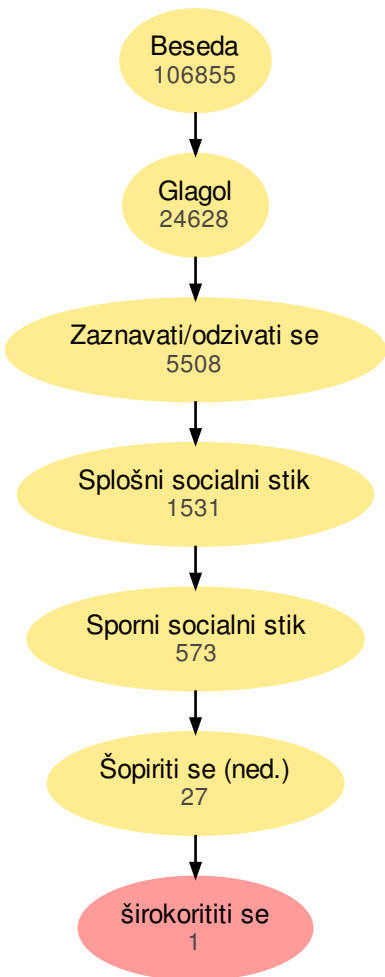 Beseda
106855
Glagol
24628
Zaznavati/odzivati se
5508
Splošni socialni stik
1531
Sporni socialni stik
573
Šopiriti se (ned.)
27
širokorititi se
1